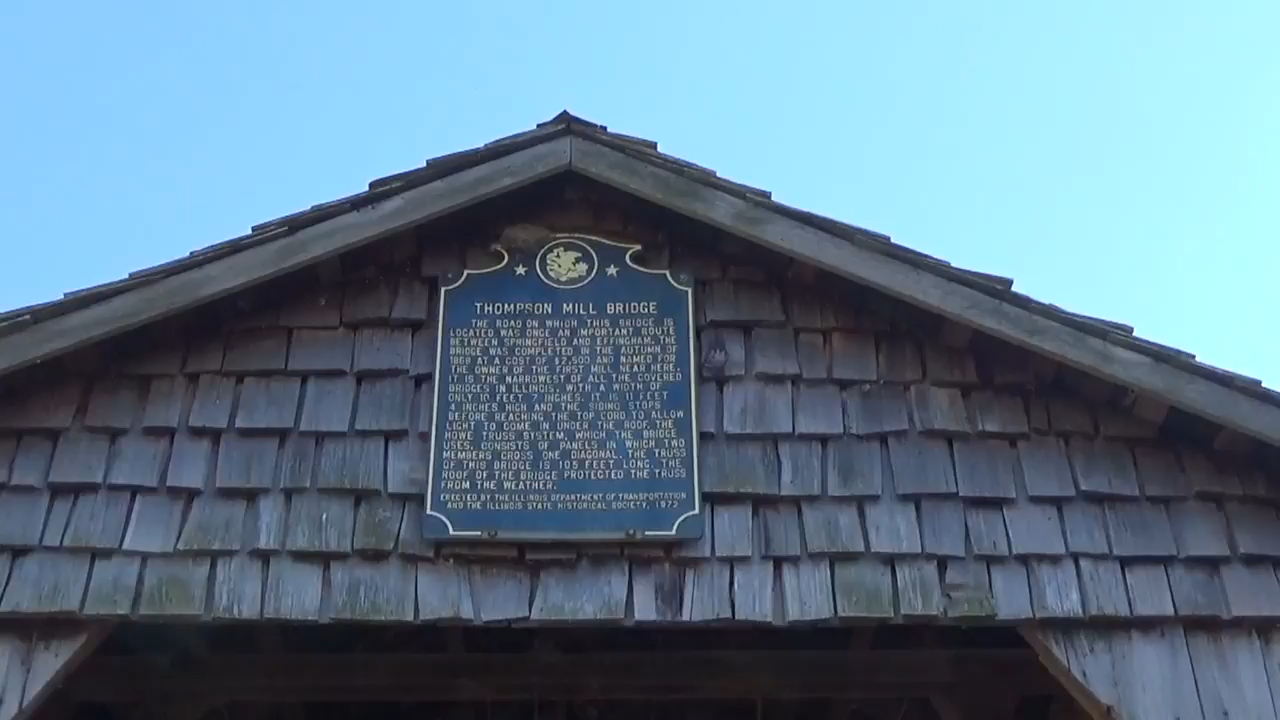 THOMPSON MILL BRIDGE
THE ROAD ON WHICH THIS BRIDGE IS
LOCATED WAS ONCE AN IMPORTANT ROUTE
BETWEEN SPRINGFIELD AND EFFINGHAM. THE
BRIDGE WAS COMPLETED IN THE AUTUMN OF
1868 AT A COST OF $2,500 AND NAMED FOR
THE OWNER OF THE FIRST MILL NEAR HERE.
IT IS THE NARROWEST OF ALL THE COVERED
BRIDGES IN ILLINOIS, WITH A WIDTH OF
ONLY 10 FEET 7 INCHES. IT IS 11 FEET
4 INCHES HIGH AND THE SIDING STOPS
BEFORE REACHING THE TOP CORD TO ALLOW
LIGHT TO COME IN UNDER THE ROOF. THE
HOWE TRUSS SYSTEM, WHICH THE BRIDGE
USES, CONSISTS OF PANELS IN WHICH TWO
MEMBERS CROSS ONE DIAGONAL. THE TRUSS
OF THIS BRIDGE IS 105 FEET LONG. THE
ROOF OF THE BRIDGE PROTECTED THE TRUSS
FROM THE WEATHER.
ERECTED BY THE ILLINOIS DEPARTMENT OF TRANSPORTATION
AND THE ILLINOIS STATE HISTORICAL SOCIETY, 1972